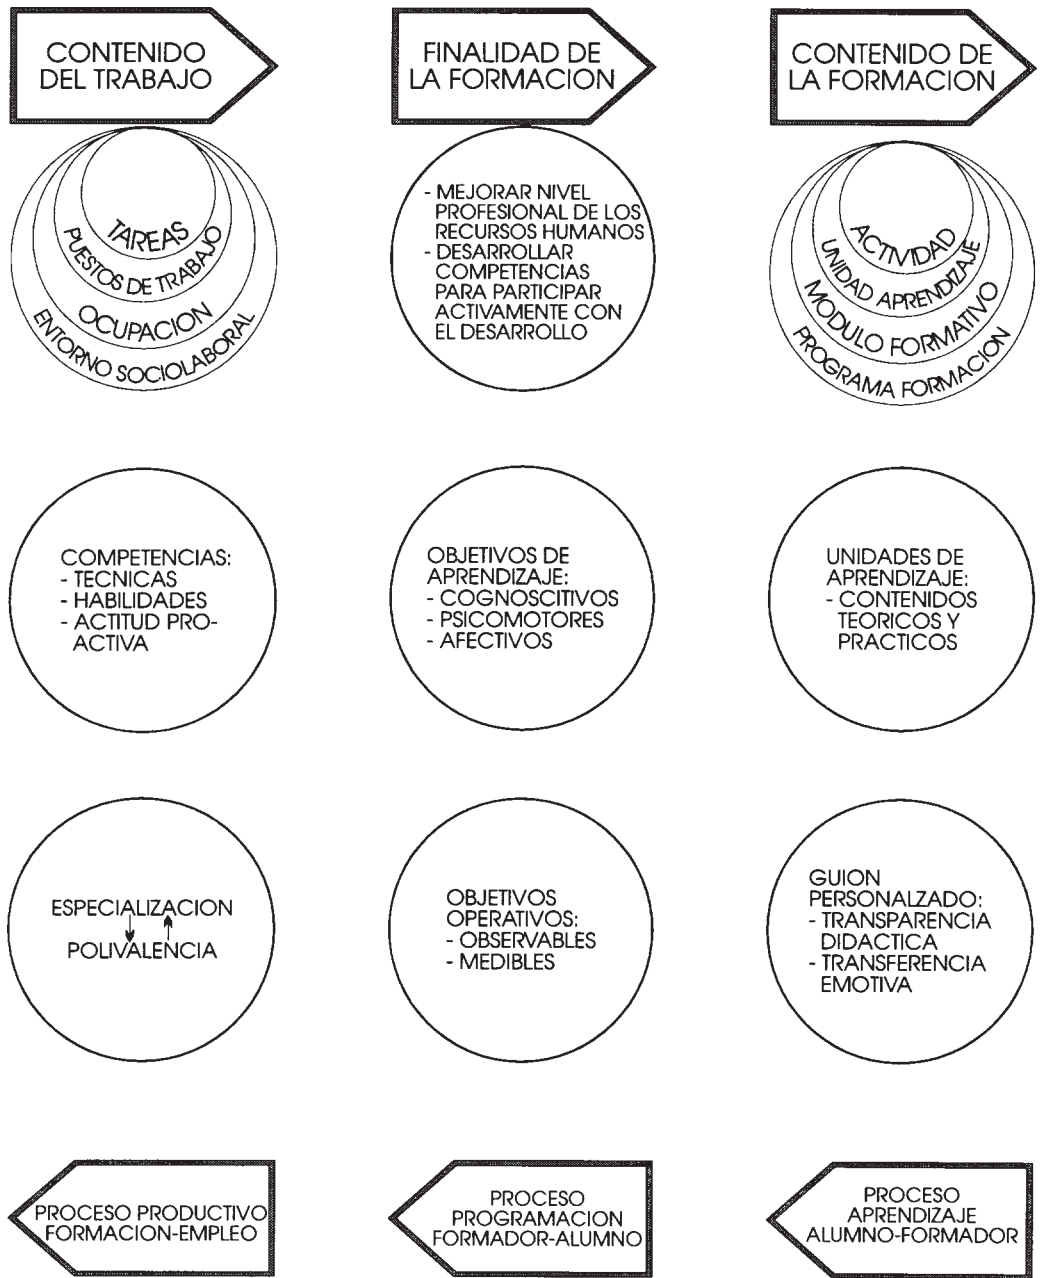 CONTENIDO
DEL TRABAJO
FINALIDAD DE
LA FORMACION
CONTENIDO DE
LA FORMACION
TAREAS
PUESTOS DE TRABAJO
OCUPACION
ENTORNO SOCIOLABORAL
- MEJORAR NIVEL
PROFESIONAL DE LOS
RECURSOS HUMANOS
- DESARROLLAR
COMPETENCIAS
PARA PARTICIPAR
ACTIVAMENTE CON
EL DESARROLLO
ACTIVIDAD
UNIDAD APRENDIZAJE
MODULO FORMATIVO
PROGRAMA FORMACION
COMPETENCIAS:
- TECNICAS
- HABILIDADES
- ACTITUD PRO-
ACTIVA
OBJETIVOS DE
APRENDIZAJE:
- COGNOSCITIVOS
- PSICOMOTORES
- AFECTIVOS
UNIDADES DE
APRENDIZAJE:
- CONTENIDOS
TEORICOS Y
PRACTICOS
ESPECIALIZACION
POLIVALENCIA
OBJETIVOS
OPERATIVOS:
- OBSERVABLES
- MEDIBLES
GUION
PERSONALZADO:
- TRANSPARENCIA
DIDACTICA
- TRANSFERENCIA
EMOTIVA
PROCESO PRODUCTIVO
FORMACION-EMPLEO
PROCESO
PROGRAMACION
FORMADOR-ALUMNO
PROCESO
APRENDIZAJE
ALUMNO-FORMADOR